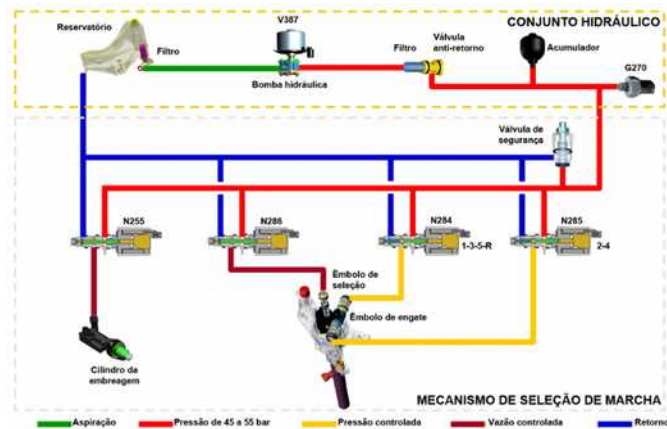 CONJUNTO HIDRÁULICO
Reservatório
V387
Filtro
Filtro
Válvula
anti-retorno
Acumulador
G270
Bomba hidráulica
Válvula de
segurança
N255
N286
N284
N285
1-3-5-R
2-4
Êmbolo de
seleção
Êmbolo de engate
Cilindro da
embreagem
MECANISMO DE SELEÇÃO DE MARCHA
Aspiração
Pressão de 45 a 55 bar
Pressão controlada
Vazão controlada
Retorno